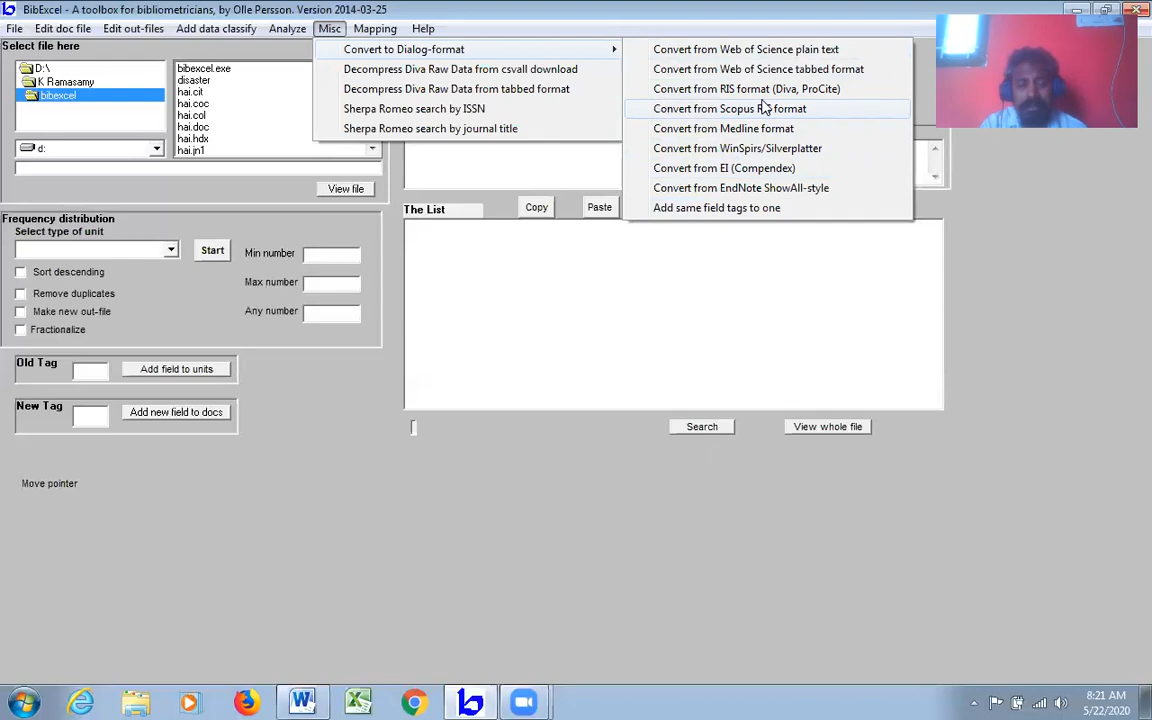 BibExcel - A toolbox for bibliometricians, by Olle Persson. Version 2014-03-25
File Edit doc file Edit out-files Add data classify Analyze Misc Mapping Help
Select file here
D:\
K Ramasamy
bibexcel
d:
bibexcel.exe
disaster
hai.cit
hai.coc
hai.col
hai.doc
hai.hdx
hai.jn1
View file
Convert to Dialog-format
Decompress Diva Raw Data from csvall download
Decompress Diva Raw Data from tabbed format
Sherpa Romeo search by ISSN
Sherpa Romeo search by journal title
Convert from Web of Science plain text
Convert from Web of Science tabbed format
Convert from RIS format (Diva, ProCite)
Convert from Scopus format
Convert from Medline format
Convert from WinSpirs/Silverplatter
Convert from EI (Compendex)
Convert from EndNote ShowAll-style
Add same field tags to one
The List
Copy
Paste
Frequency distribution
Select type of unit
Start
Min number
Max number
Any number
Sort descending
Remove duplicates
Make new out-file
Fractionalize
Old Tag
Add field to units
New Tag
Add new field to docs
Search
View whole file
Move pointer
8:21 AM
5/22/2020